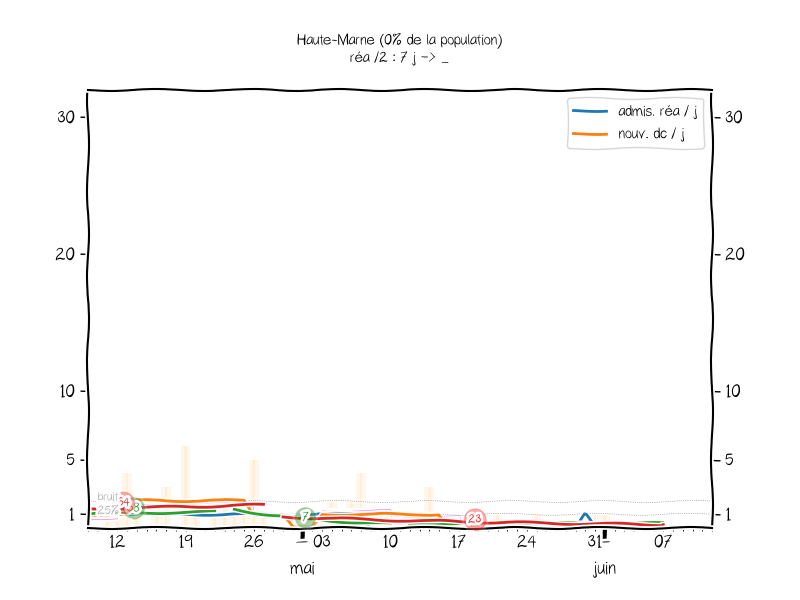 Haute-Marne (0% de la population)
réa /2 : 7 j -> _
admis. réa / j
nouv. dc / j
30
30
20
20
10
10
5
5
bruit
25%
7
23
1
1
12 19 26 03 10 17 24 31 07
mai juin